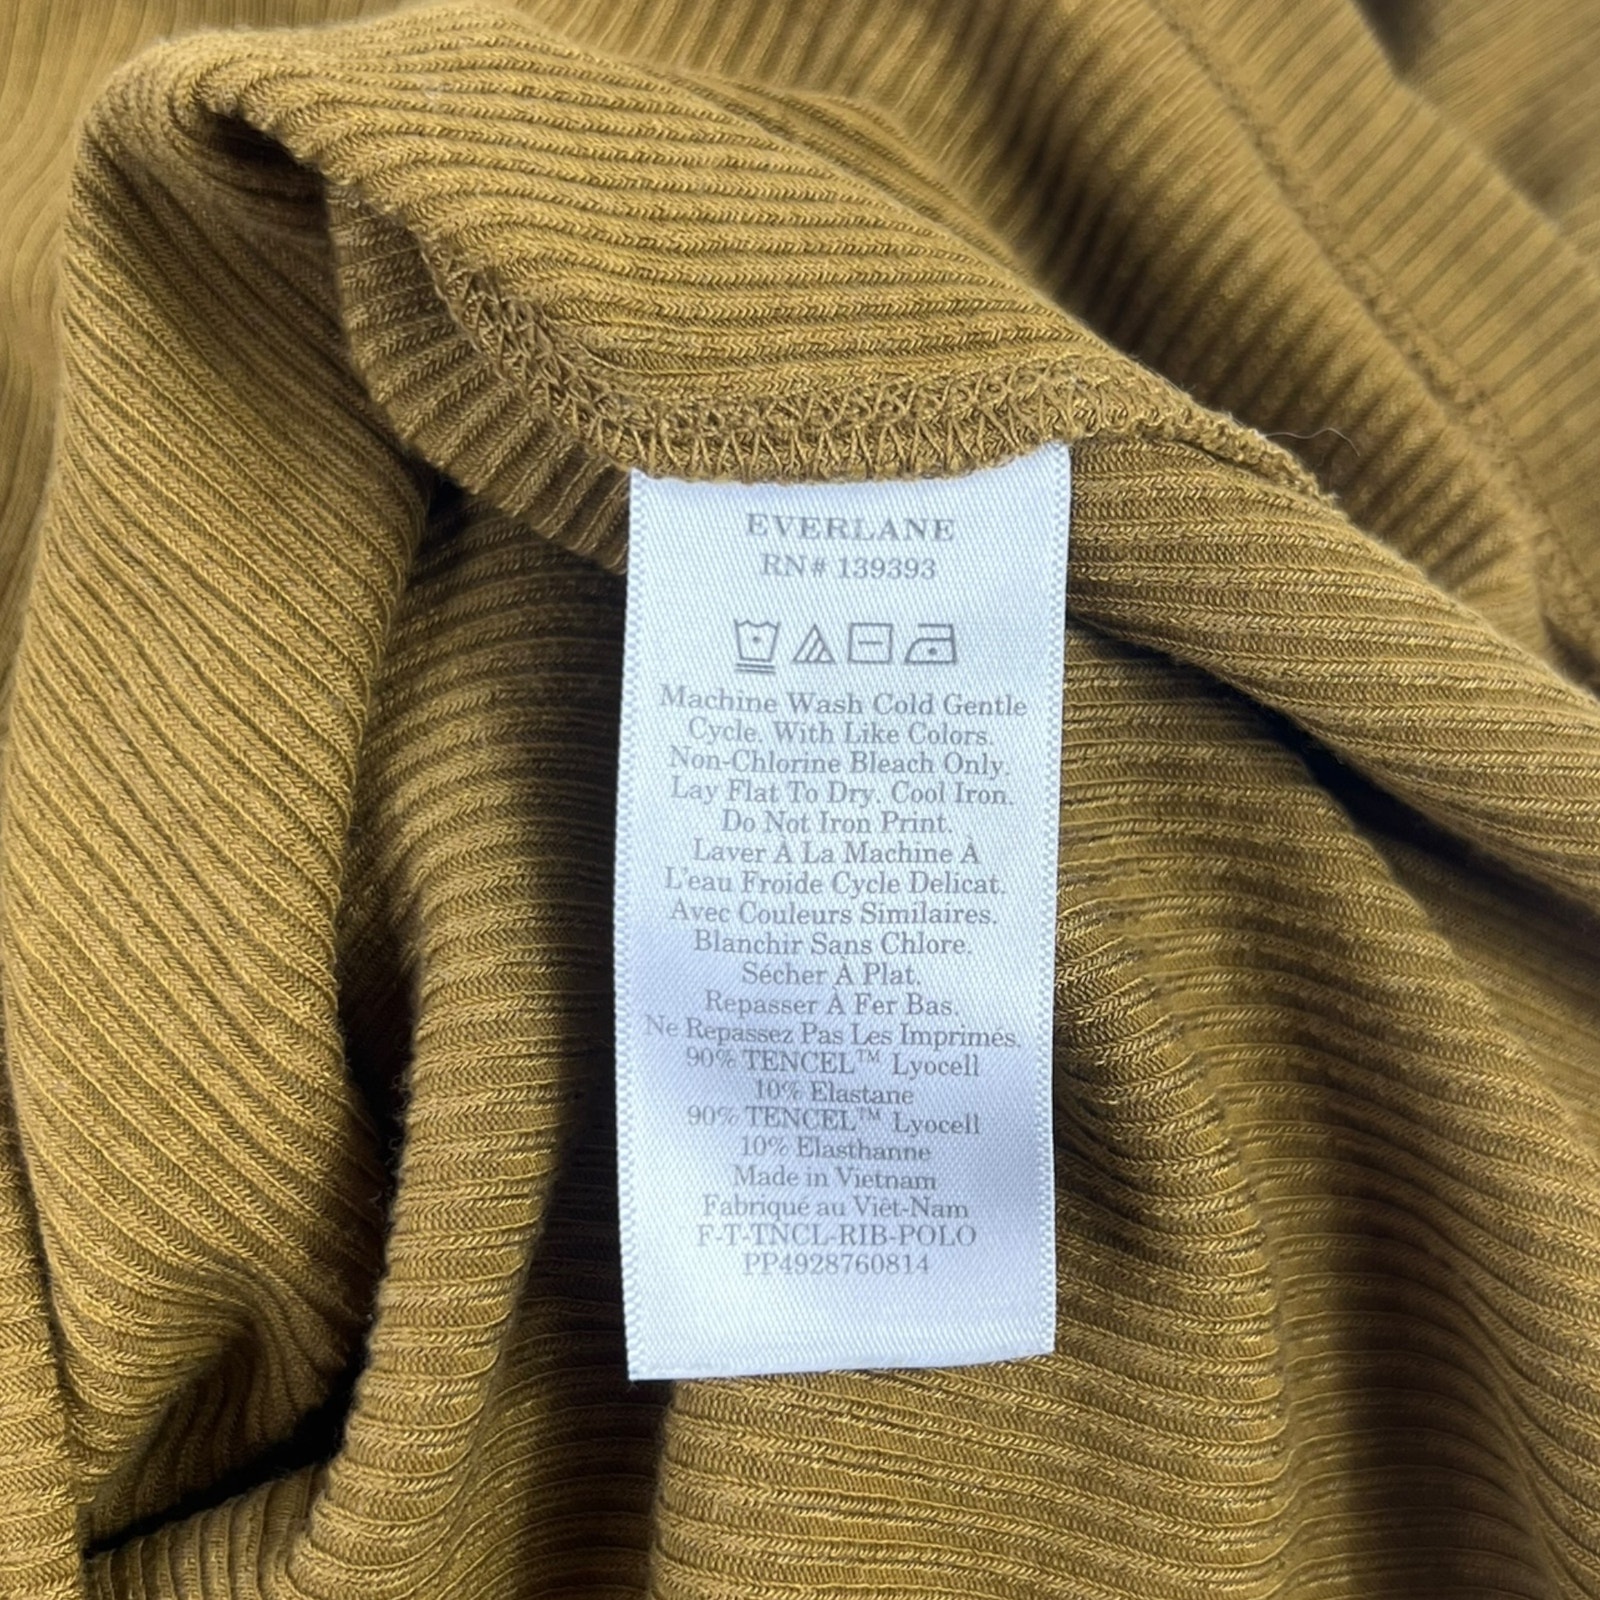 EVERLANE
RN# 139393
Machine Wash Cold Gentle
Cycle. With Like Colors.
Non-Chlorine Bleach Only.
Lay Flat To Dry. Cool Iron.
Do Not Iron Print.
Laver À La Machine À
L'eau Froide Cycle Delicat.
Avec Couleurs Similaires.
Blanchir Sans Chlore.
Sécher À Plat.
Repasser À Fer Bas.
Ne Repassez Pas Les Imprimés.
90% TENCEL™ Lyocell
10% Elastane
90% TENCEL™ Lyocell
10% Elasthanne
Made in Vietnam
Fabriqué au Viêt-Nam
F-T-TNCL-RIB-POLO
PP4928760814